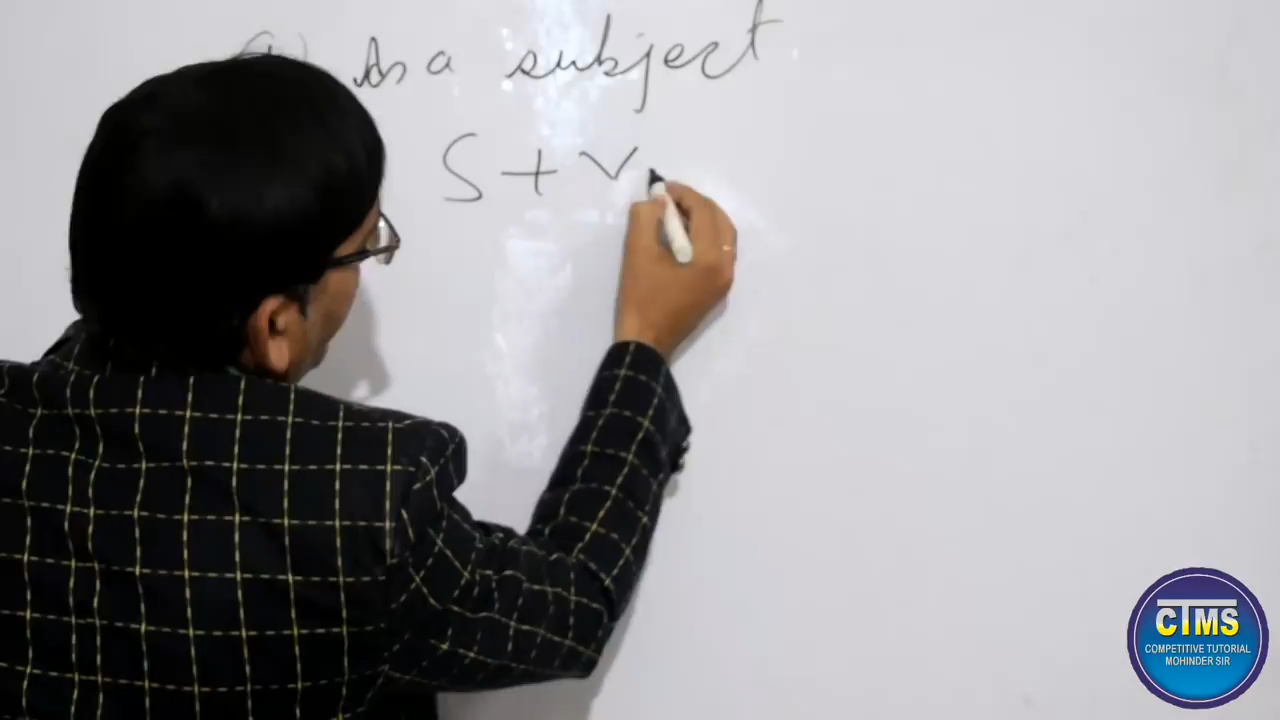 As a subject
S + V
CTMS
COMPETITIVE TUTORIAL
MOHINDER SIR